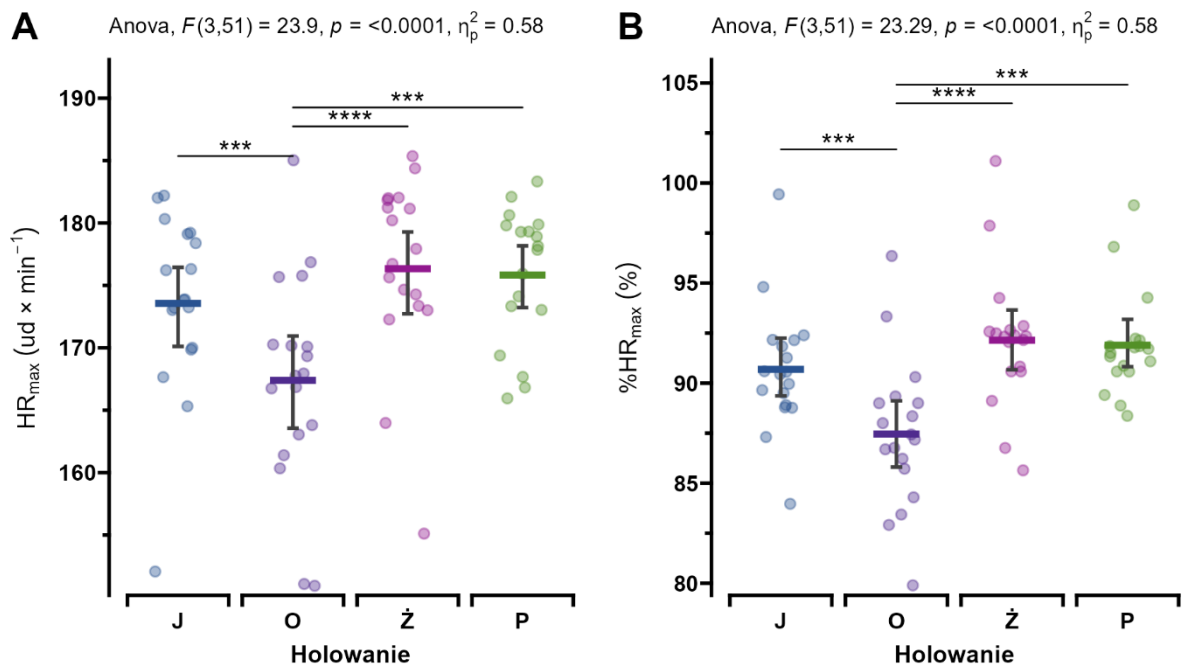 A
Anova, F(3,51) = 23.9, p = <0.0001, η²ₚ = 0.58
HRmax (ud × min⁻¹)
190
180
170
160
***
****
***
J O Ż P
Holowanie
B
Anova, F(3,51) = 23.29, p = <0.0001, η²ₚ = 0.58
%HRmax (%)
105
100
95
90
85
80
***
****
***
J O Ż P
Holowanie